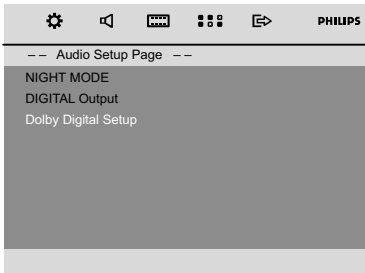 PHILIPS
– – Audio Setup Page – –
NIGHT MODE
DIGITAL Output
Dolby Digital Setup